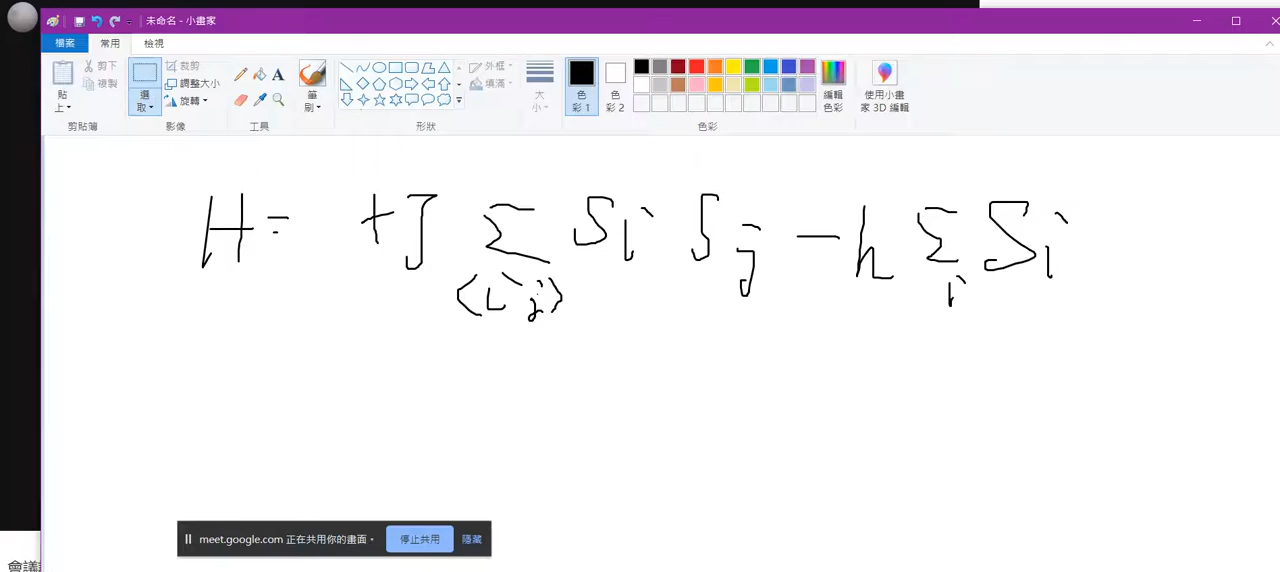 未命名 - 小畫家
檔案 常用 檢視
貼上 剪下 複製 剪貼簿
選取 裁剪 調整大小 旋轉 影像
A 工具
筆刷
外框 填滿 形狀
大小
色彩 1 色彩 2 編輯色彩 色彩
使用小畫家 3D 編輯
H = +J Σ Si Sj - h Σ Si
(i j) i
meet.google.com 正在共用你的畫面。 停止共用 隱藏